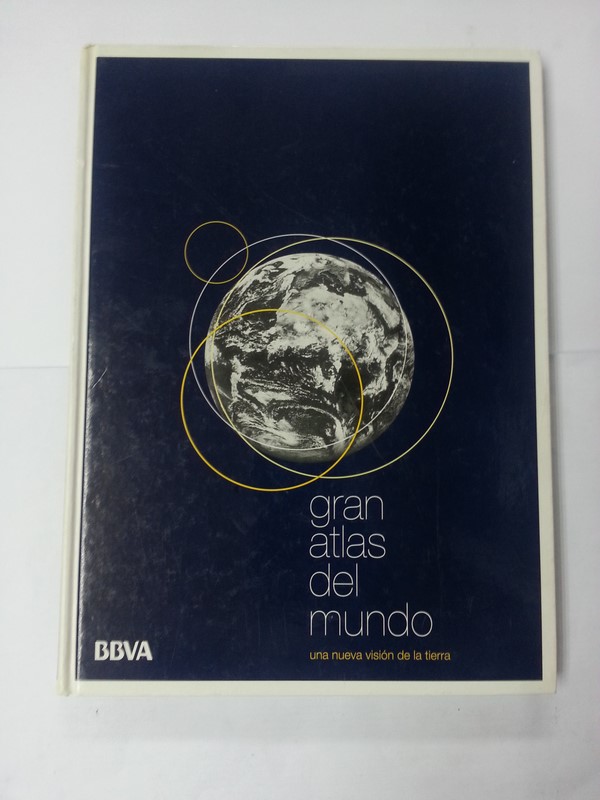 gran
atlas
del
mundo
una nueva visión de la tierra
BBVA